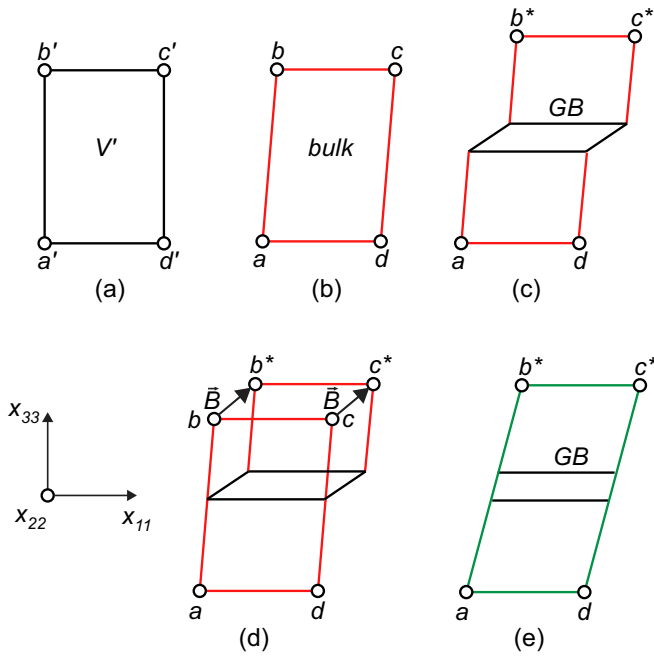 b' c'
V'
a' d'
(a)
b c
bulk
a d
(b)
b* c*
GB
a d
(c)
x33
x22 x11
b* c*
B⃗ B⃗
b c
a d
(d)
b* c*
GB
a d
(e)